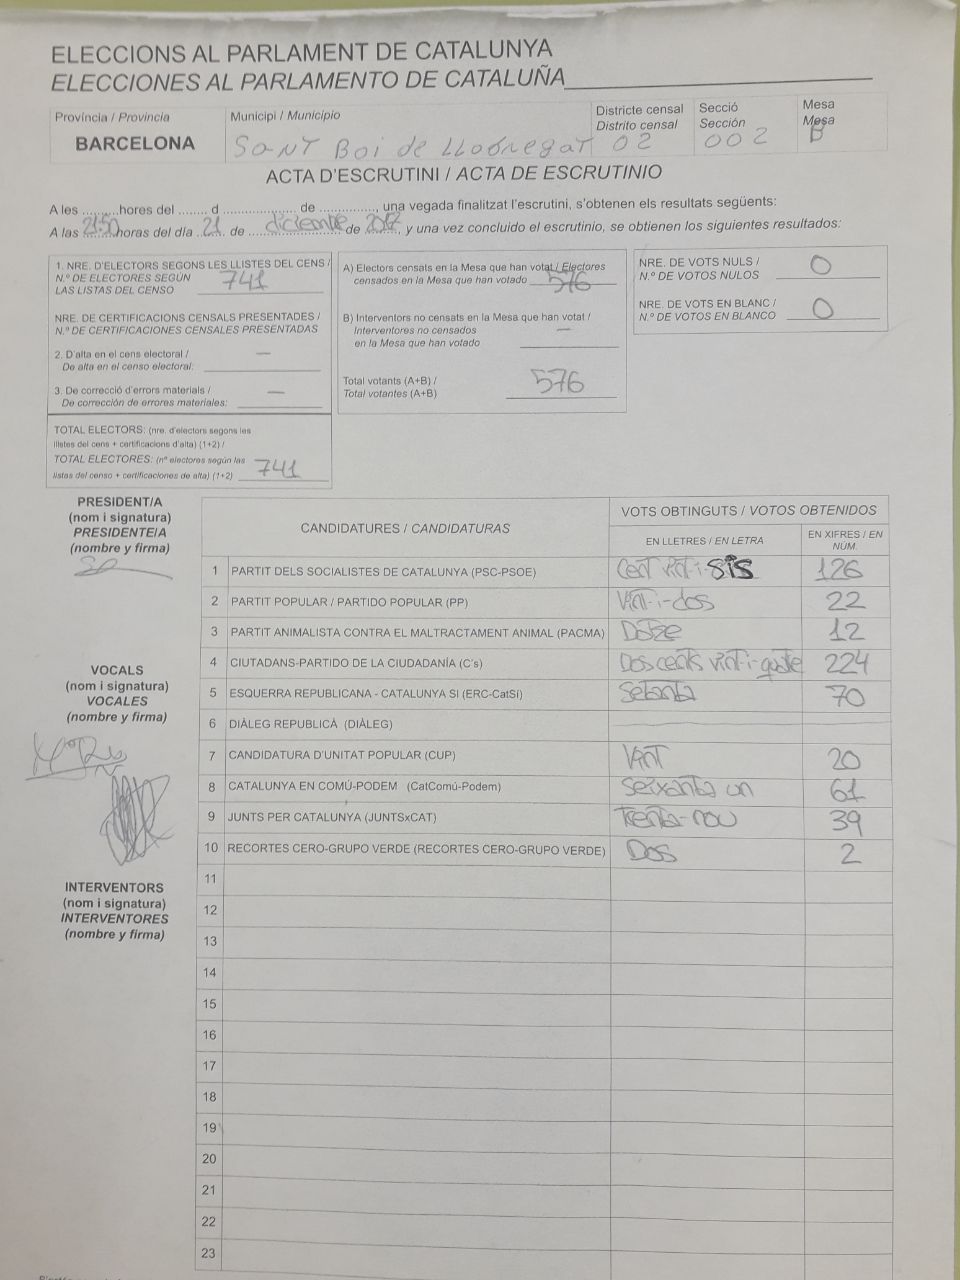 ELECCIONS AL PARLAMENT DE CATALUNYA
ELECCIONES AL PARLAMENTO DE CATALUÑA
Província / Provincia
BARCELONA
Municipi / Municipio
SANT Boi de LLobregat
Districte censal
Distrito censal
02
Secció
Sección
002
Mesa
Mesa
B
ACTA D'ESCRUTINI / ACTA DE ESCRUTINIO
A les ........hores del ........ d .................... de ..............., una vegada finalitzat l'escrutini, s'obtenen els resultats següents:
A las 21:50 horas del día 21 de diciembre de 2017, y una vez concluido el escrutinio, se obtienen los siguientes resultados:
1. NRE. D'ELECTORS SEGONS LES LLISTES DEL CENS /
N.º DE ELECTORES SEGÚN
LAS LISTAS DEL CENSO 741
NRE. DE CERTIFICACIONS CENSALS PRESENTADES /
N.º DE CERTIFICACIONES CENSALES PRESENTADAS
2. D'alta en el cens electoral /
De alta en el censo electoral: —
3. De correcció d'errors materials /
De corrección de errores materiales: —
TOTAL ELECTORS: (nre. d'electors segons les
llistes del cens + certificacions d'alta) (1+2) /
TOTAL ELECTORES: (nº electores según las
listas del censo + certificaciones de alta) (1+2) 741
A) Electors censats en la Mesa que han votat / Electores
censados en la Mesa que han votado 576
B) Interventors no censats en la Mesa que han votat /
Interventores no censados
en la Mesa que han votado —
Total votants (A+B) /
Total votantes (A+B) 576
NRE. DE VOTS NULS /
N.º DE VOTOS NULOS 0
NRE. DE VOTS EN BLANC /
N.º DE VOTOS EN BLANCO 0
PRESIDENT/A
(nom i signatura)
PRESIDENTE/A
(nombre y firma)
VOCALS
(nom i signatura)
VOCALES
(nombre y firma)
INTERVENTORS
(nom i signatura)
INTERVENTORES
(nombre y firma)
CANDIDATURES / CANDIDATURAS
VOTS OBTINGUTS / VOTOS OBTENIDOS
EN LLETRES / EN LETRA
EN XIFRES / EN NÚM.
1 PARTIT DELS SOCIALISTES DE CATALUNYA (PSC-PSOE) Cent vint-i-sis 126
2 PARTIT POPULAR / PARTIDO POPULAR (PP) Vint-i-dos 22
3 PARTIT ANIMALISTA CONTRA EL MALTRACTAMENT ANIMAL (PACMA) Dotze 12
4 CIUTADANS-PARTIDO DE LA CIUDADANÍA (C's) Dos cents vint-i-quatre 224
5 ESQUERRA REPUBLICANA - CATALUNYA SI (ERC-CatSí) Setanta 70
6 DIÀLEG REPUBLICÀ (DIÀLEG)
7 CANDIDATURA D'UNITAT POPULAR (CUP) Vint 20
8 CATALUNYA EN COMÚ-PODEM (CatComú-Podem) Seixanta un 61
9 JUNTS PER CATALUNYA (JUNTSxCAT) Trenta-nou 39
10 RECORTES CERO-GRUPO VERDE (RECORTES CERO-GRUPO VERDE) Dos 2
11
12
13
14
15
16
17
18
19
20
21
22
23